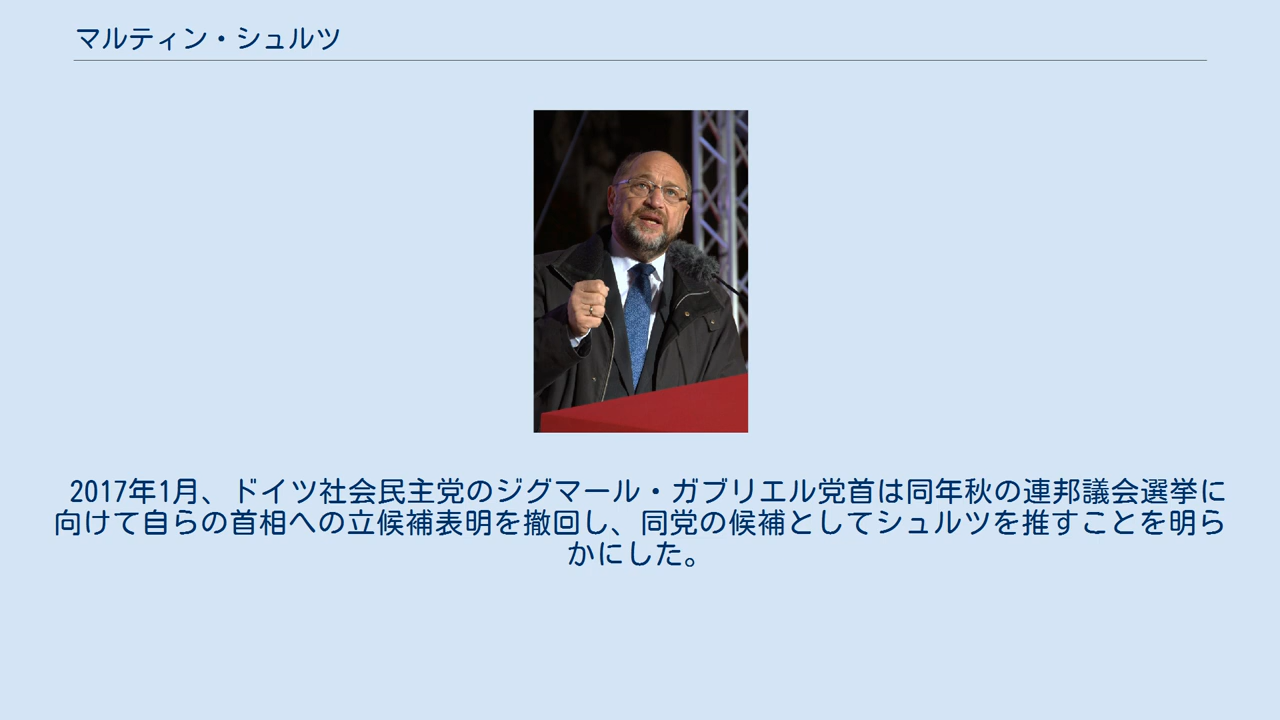 マルティン・シュルツ
2017年1月、ドイツ社会民主党のジグマール・ガブリエル党首は同年秋の連邦議会選挙に
向けて自らの首相への立候補表明を撤回し、同党の候補としてシュルツを推すことを明ら
かにした。